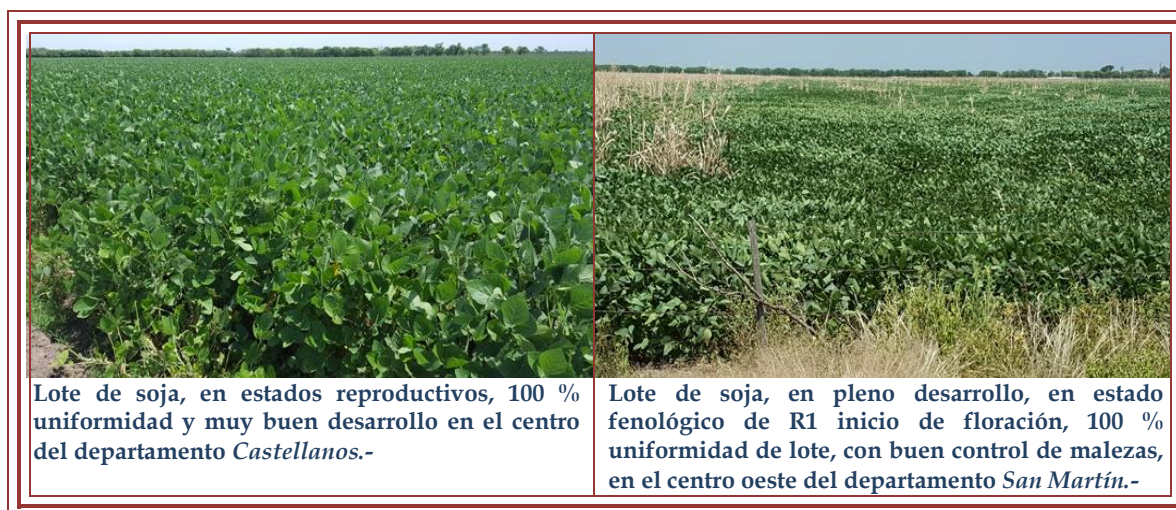 Lote de soja, en estados reproductivos, 100 %
uniformidad y muy buen desarrollo en el centro
del departamento Castellanos.-
Lote de soja, en pleno desarrollo, en estado
fenológico de R1 inicio de floración, 100 %
uniformidad de lote, con buen control de malezas,
en el centro oeste del departamento San Martín.-